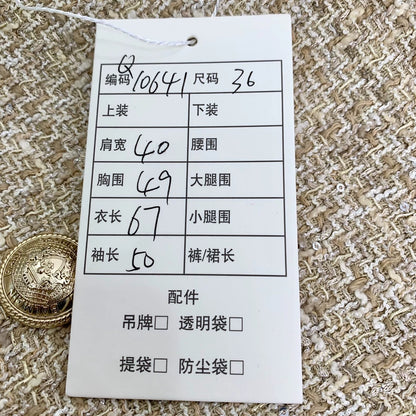 编码 Q10641 尺码 36
上装 下装
肩宽 40 腰围
胸围 49 大腿围
衣长 67 小腿围
袖长 50 裤/裙长
配件
吊牌□ 透明袋□
提袋□ 防尘袋□